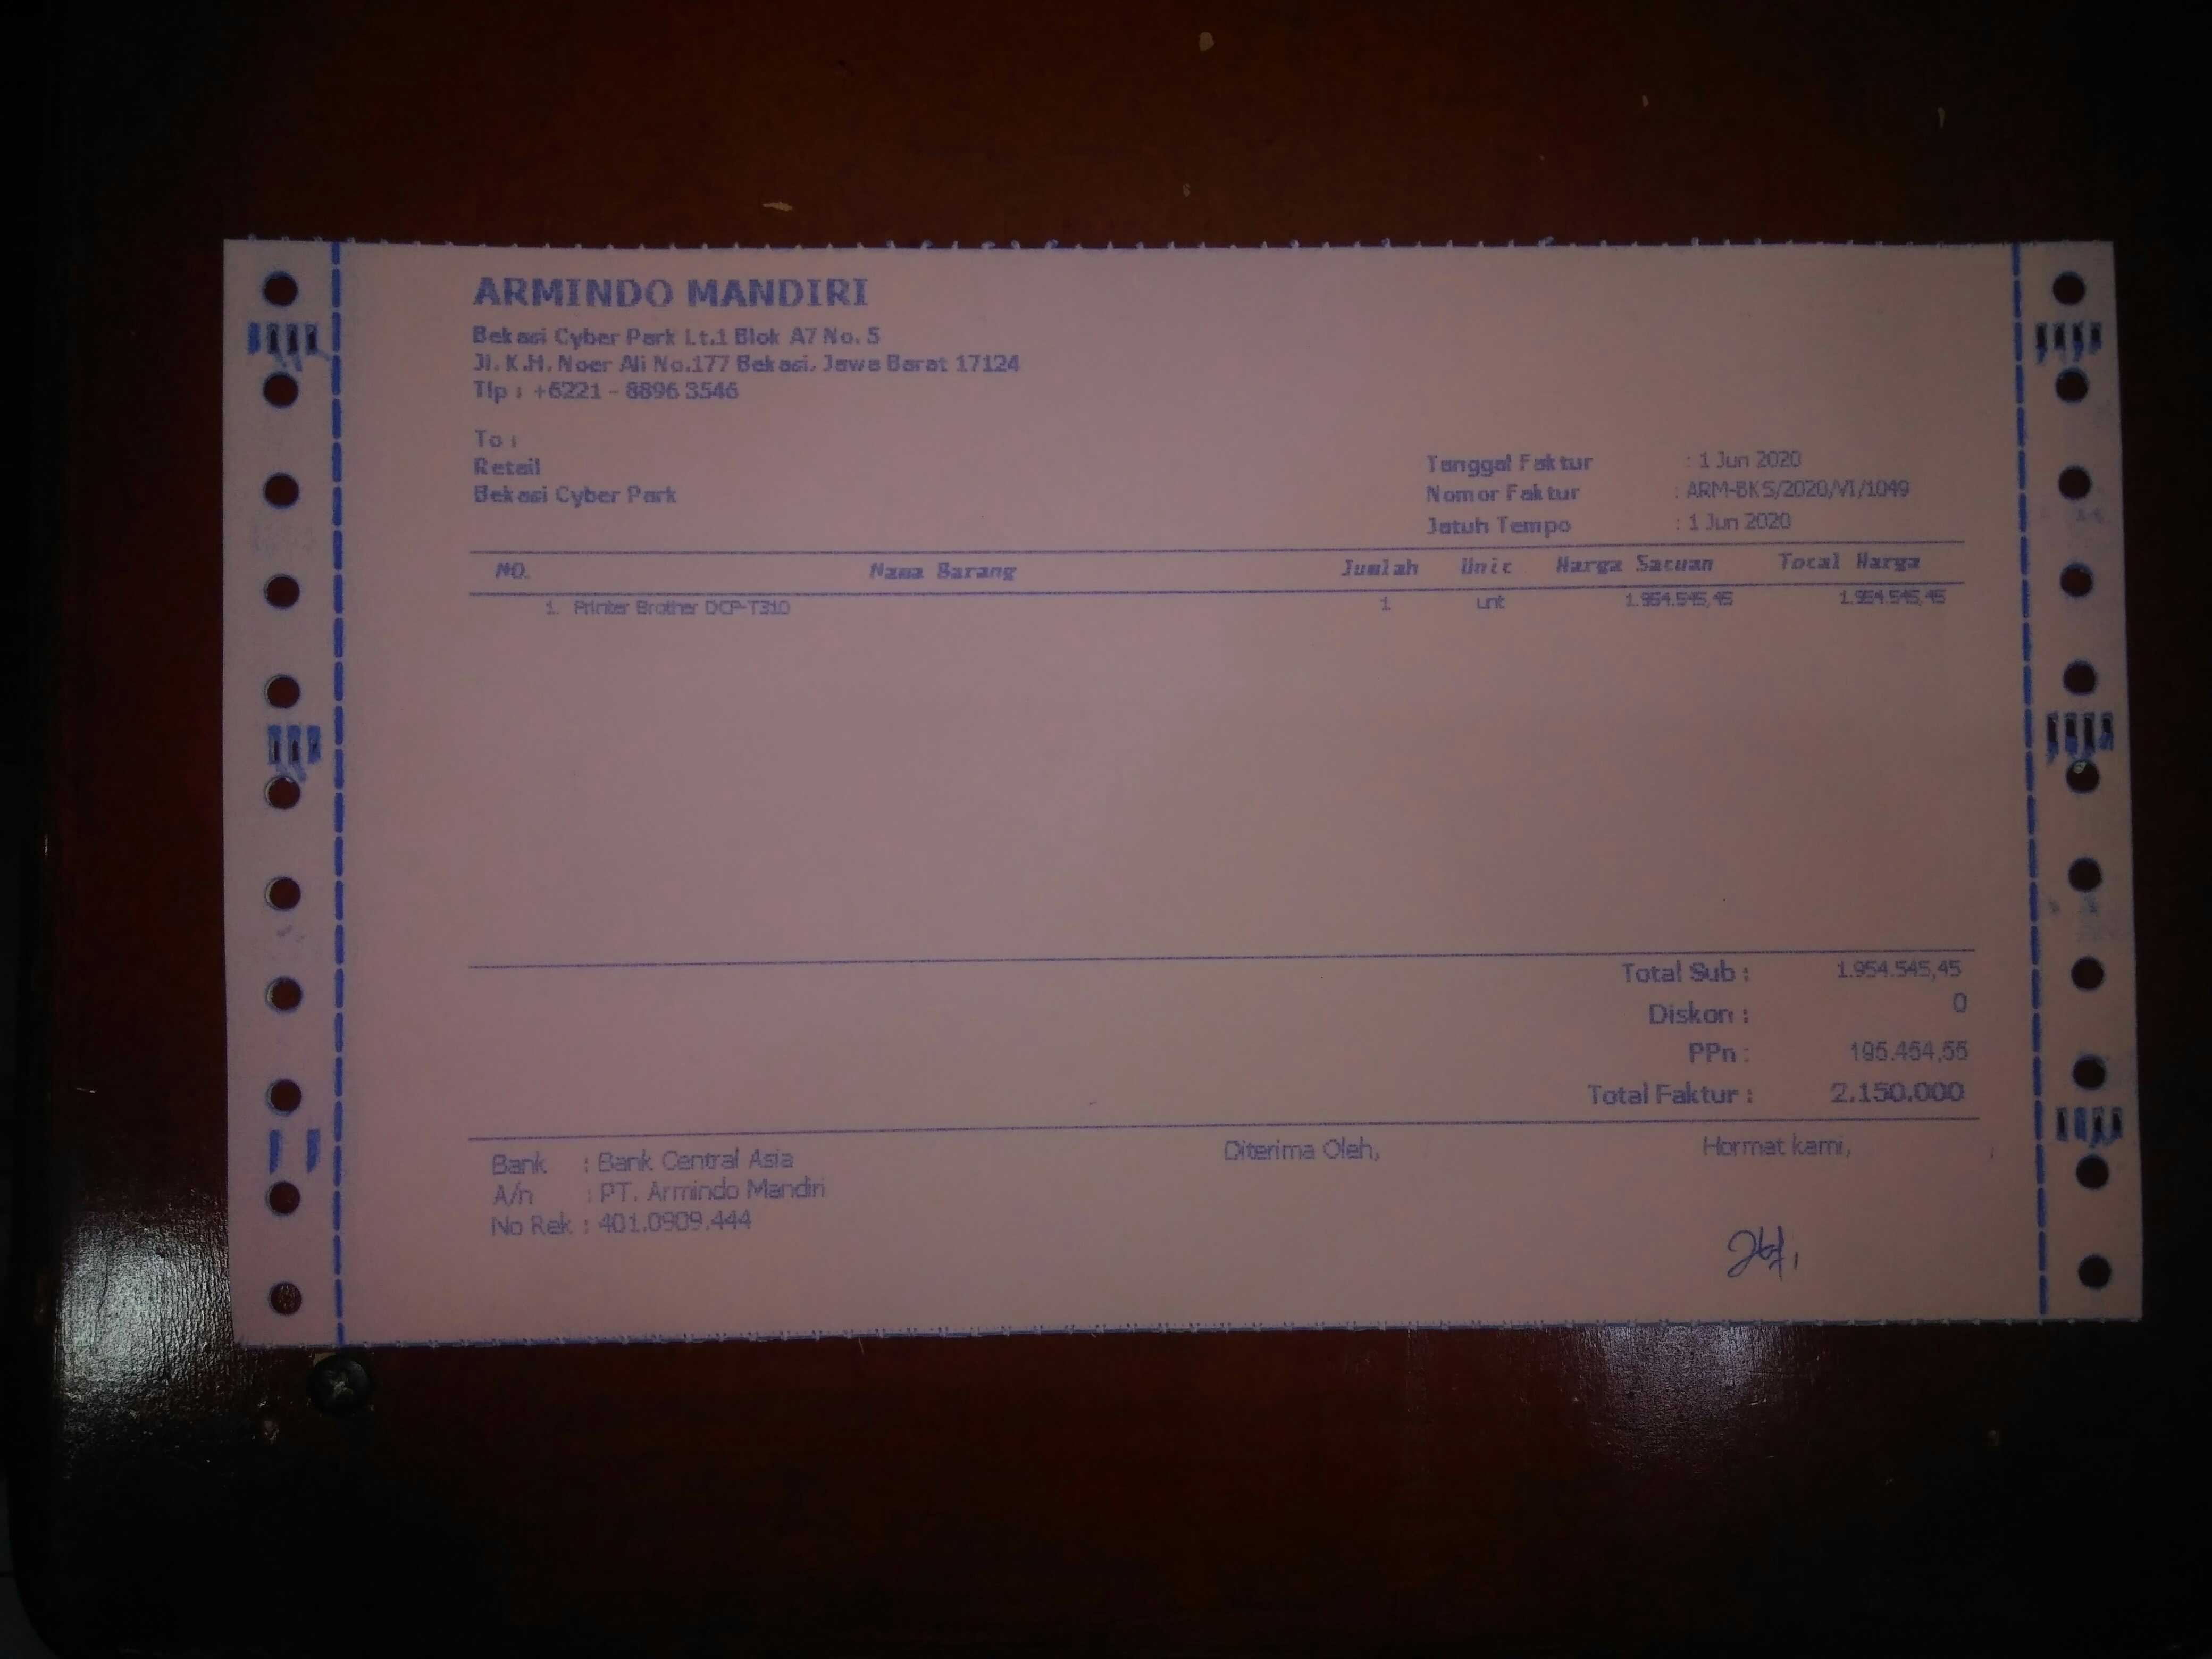 ARMINDO MANDIRI
Bekasi Cyber Park Lt.1 Blok A7 No. 5
Jl. K.H. Noer Ali No.177 Bekasi, Jawa Barat 17124
Tlp : +6221 - 8896 3546
To :
Retail
Bekasi Cyber Park
Tanggal Faktur : 1 Jun 2020
Nomor Faktur : ARM-BKS/2020/VI/1049
Jatuh Tempo : 1 Jun 2020
NO. Nama Barang Jumlah Unit Harga Satuan Total Harga
1. Printer Brother DCP-T310 1 unt 1.954.545,45 1.954.545,45
Total Sub : 1.954.545,45
Diskon : 0
PPn : 195.454,55
Total Faktur : 2.150.000
Bank : Bank Central Asia
A/n : PT. Armindo Mandiri
No Rek : 401.0909.444
Diterima Oleh,
Hormat kami,